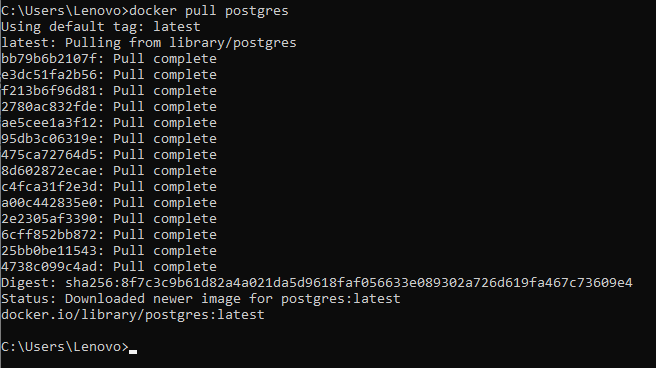 C:\Users\Lenovo>docker pull postgres
Using default tag: latest
latest: Pulling from library/postgres
bb79b6b2107f: Pull complete
e3dc51fa2b56: Pull complete
f213b6f96d81: Pull complete
2780ac832fde: Pull complete
ae5cee1a3f12: Pull complete
95db3c06319e: Pull complete
475ca72764d5: Pull complete
8d602872ecae: Pull complete
c4fca31f2e3d: Pull complete
a00c442835e0: Pull complete
2e2305af3390: Pull complete
6cff852bb872: Pull complete
25bb0be11543: Pull complete
4738c099c4ad: Pull complete
Digest: sha256:8f7c3c9b61d82a4a021da5d9618faf056633e089302a726d619fa467c73609e4
Status: Downloaded newer image for postgres:latest
docker.io/library/postgres:latest
C:\Users\Lenovo>